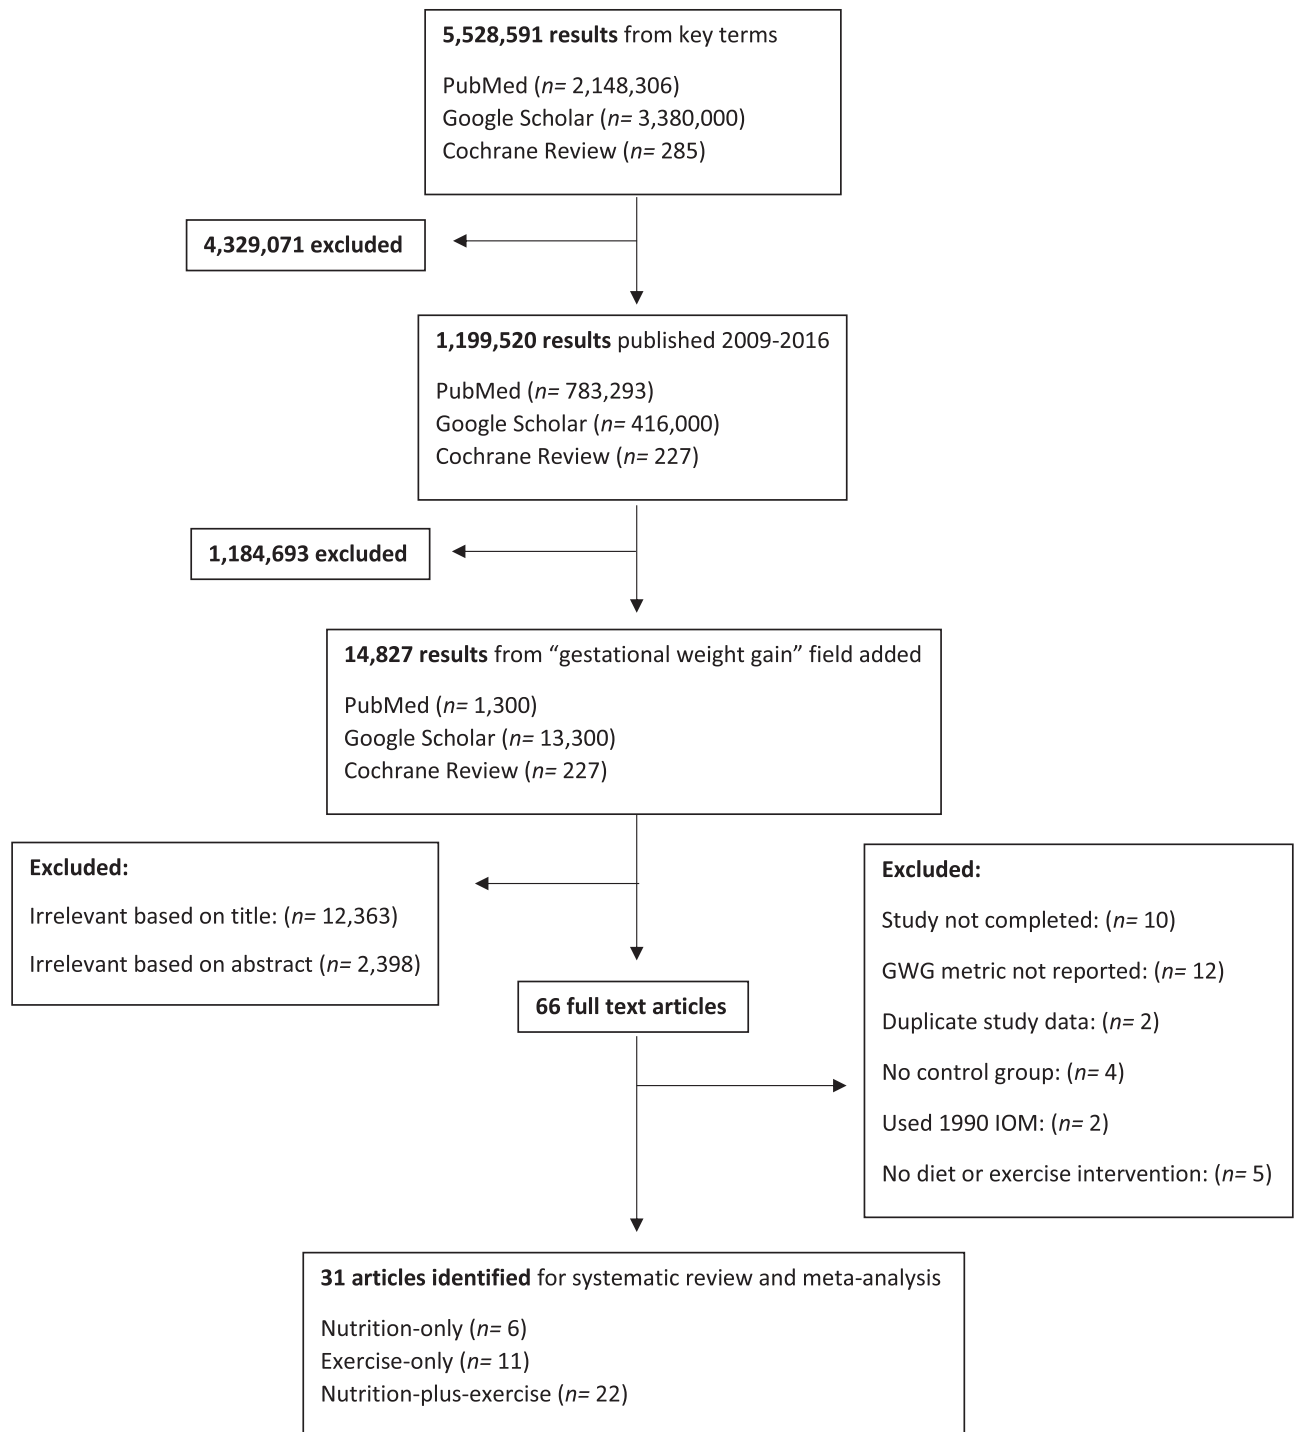 5,528,591 results from key terms
PubMed (n= 2,148,306)
Google Scholar (n= 3,380,000)
Cochrane Review (n= 285)
4,329,071 excluded
1,199,520 results published 2009-2016
PubMed (n= 783,293)
Google Scholar (n= 416,000)
Cochrane Review (n= 227)
1,184,693 excluded
14,827 results from “gestational weight gain” field added
PubMed (n= 1,300)
Google Scholar (n= 13,300)
Cochrane Review (n= 227)
Excluded:
Irrelevant based on title: (n= 12,363)
Irrelevant based on abstract (n= 2,398)
66 full text articles
Excluded:
Study not completed: (n= 10)
GWG metric not reported: (n= 12)
Duplicate study data: (n= 2)
No control group: (n= 4)
Used 1990 IOM: (n= 2)
No diet or exercise intervention: (n= 5)
31 articles identified for systematic review and meta-analysis
Nutrition-only (n= 6)
Exercise-only (n= 11)
Nutrition-plus-exercise (n= 22)